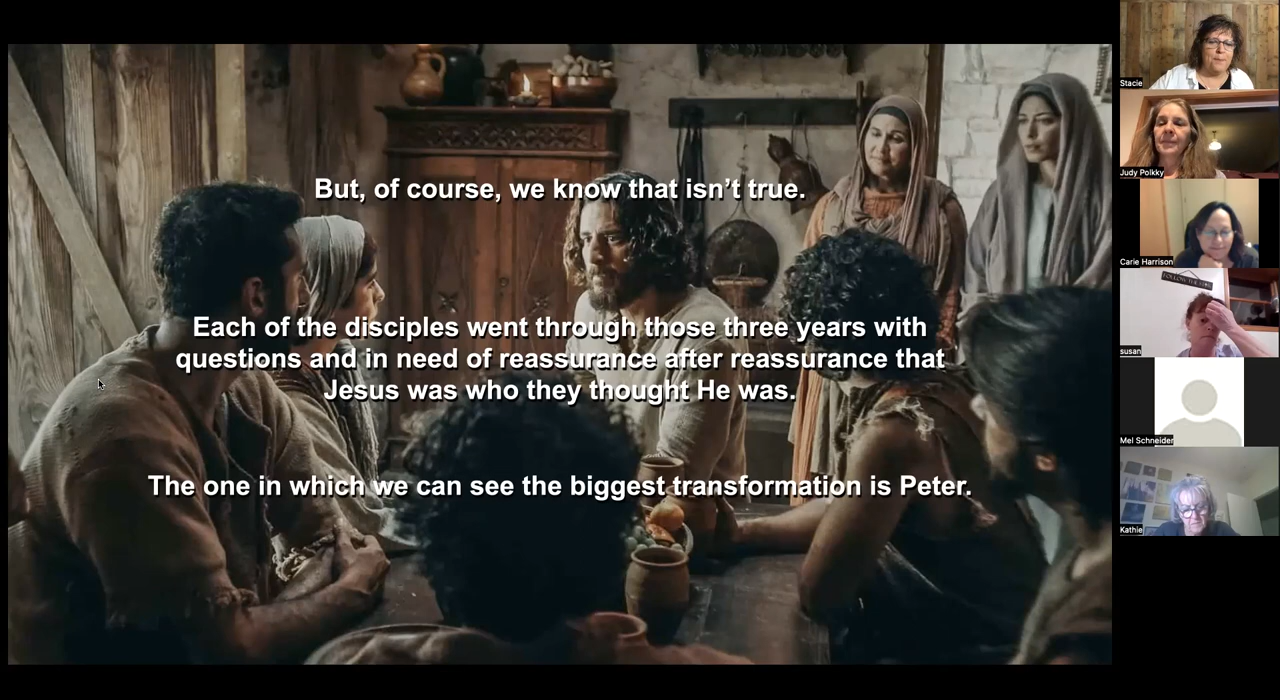 But, of course, we know that isn’t true.
Each of the disciples went through those three years with
questions and in need of reassurance after reassurance that
Jesus was who they thought He was.
The one in which we can see the biggest transformation is Peter.
Stacie
Judy Polkky
Carie Harrison
FOLLOW THE
susan
Mel Schneider
Kathie